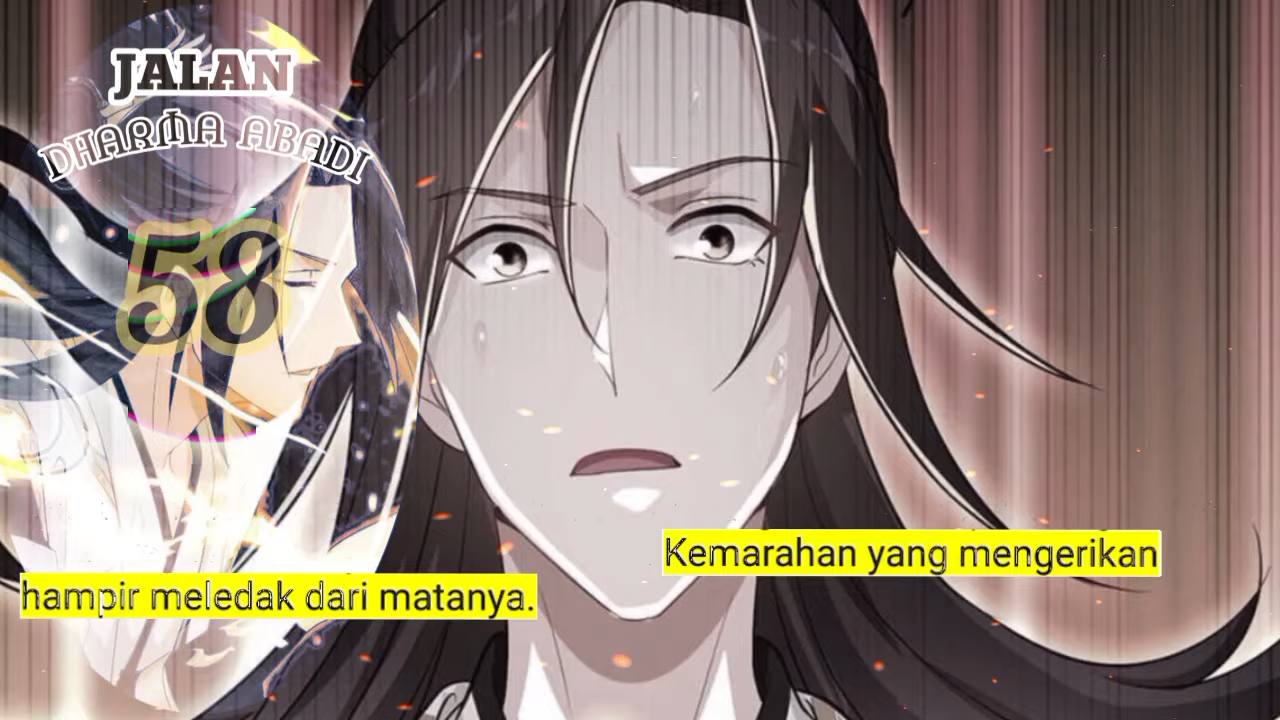 JALAN
DHARMA ABADI
58
Kemarahan yang mengerikan
hampir meledak dari matanya.